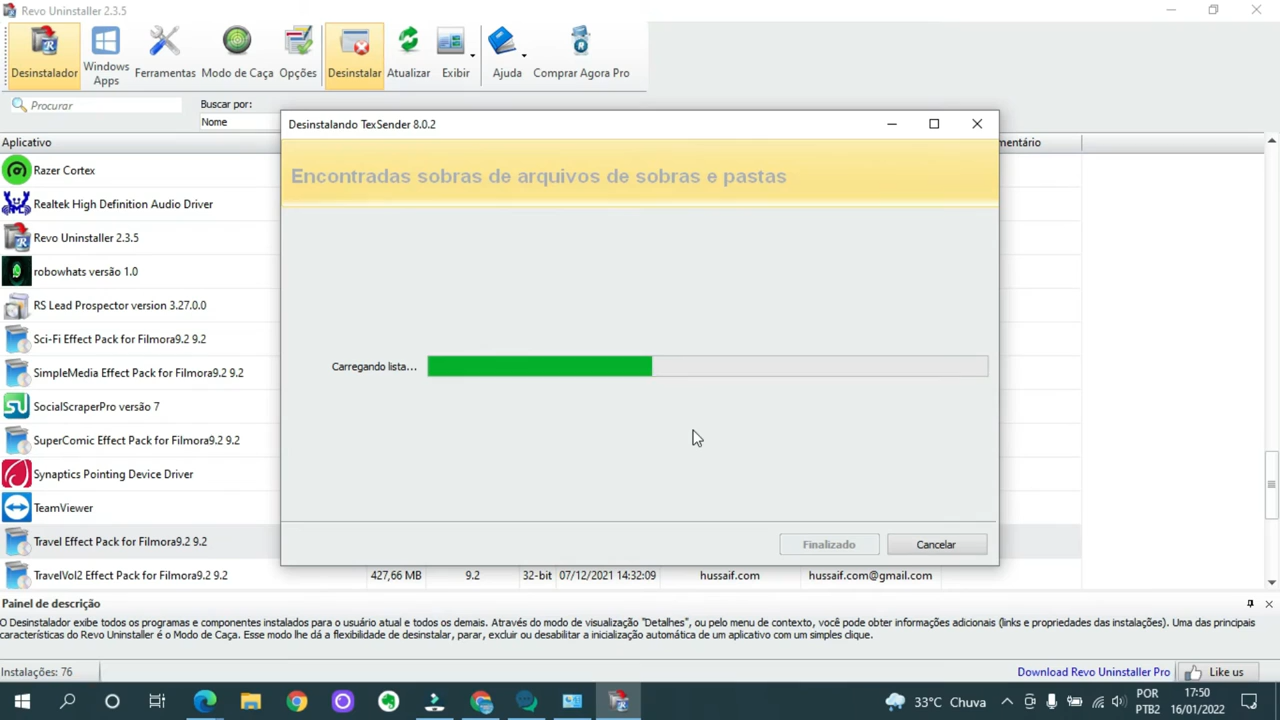 Revo Uninstaller 2.3.5
Desinstalador
Windows Apps
Ferramentas
Modo de Caça
Opções
Desinstalar
Atualizar
Exibir
Ajuda
Comprar Agora Pro
Procurar
Buscar por:
Nome
Aplicativo
mentário
Razer Cortex
Realtek High Definition Audio Driver
Revo Uninstaller 2.3.5
robowhats versão 1.0
RS Lead Prospector version 3.27.0.0
Sci-Fi Effect Pack for Filmora9.2 9.2
SimpleMedia Effect Pack for Filmora9.2 9.2
SocialScraperPro versão 7
SuperComic Effect Pack for Filmora9.2 9.2
Synaptics Pointing Device Driver
TeamViewer
Travel Effect Pack for Filmora9.2 9.2
TravelVol2 Effect Pack for Filmora9.2 9.2 427,66 MB 9.2 32-bit 07/12/2021 14:32:09 hussaif.com hussaif.com@gmail.com
Desinstalando TexSender 8.0.2
Encontradas sobras de arquivos de sobras e pastas
Carregando lista...
Finalizado
Cancelar
Painel de descrição
O Desinstalador exibe todos os programas e componentes instalados para o usuário atual e todos os demais. Através do modo de visualização "Detalhes", ou pelo menu de contexto, você pode obter informações adicionais (links e propriedades das instalações). Uma das principais
características do Revo Uninstaller é o Modo de Caça. Esse modo lhe dá a flexibilidade de desinstalar, parar, excluir ou desabilitar a inicialização automática de um aplicativo com um simples clique.
Instalações: 76
Download Revo Uninstaller Pro
Like us
33°C Chuva
POR
PTB2
17:50
16/01/2022